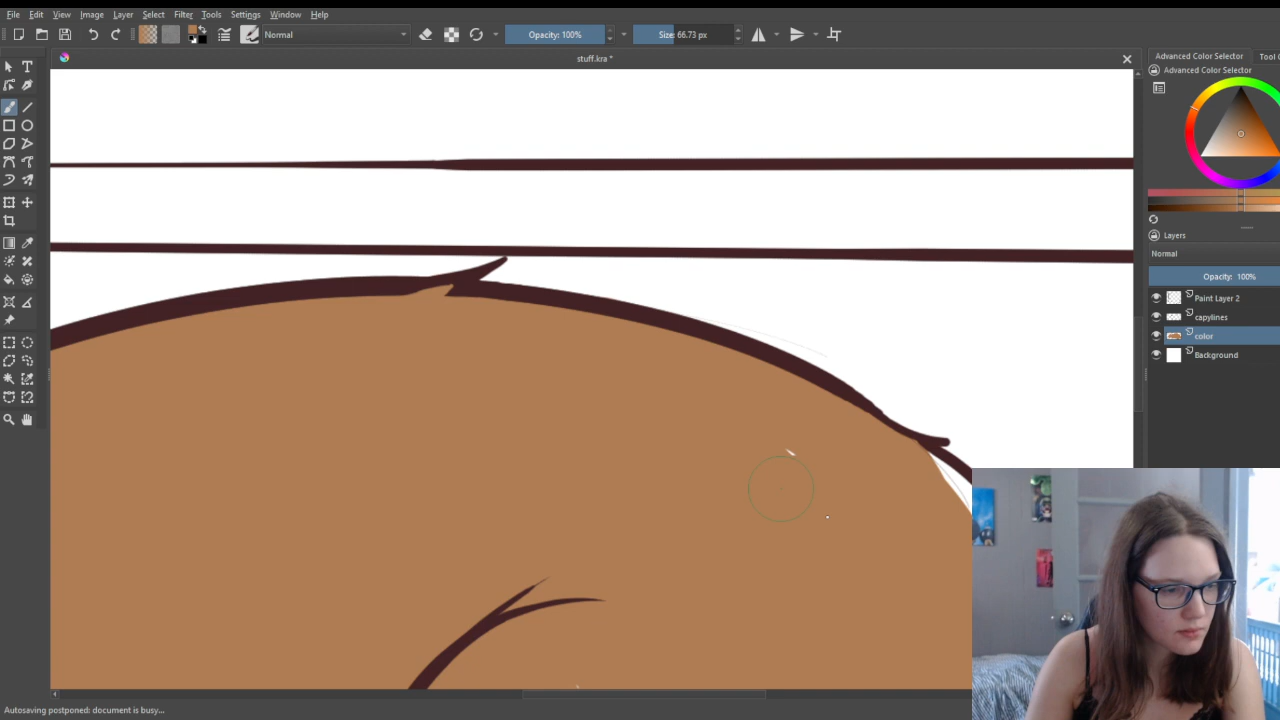 File Edit View Image Layer Select Filter Tools Settings Window Help
Normal Opacity: 100% Size: 66.73 px
stuff.kra *
Advanced Color Selector Tool
Advanced Color Selector
Layers
Normal
Opacity: 100%
Paint Layer 2
capylines
color
Background
Autosaving postponed: document is busy...